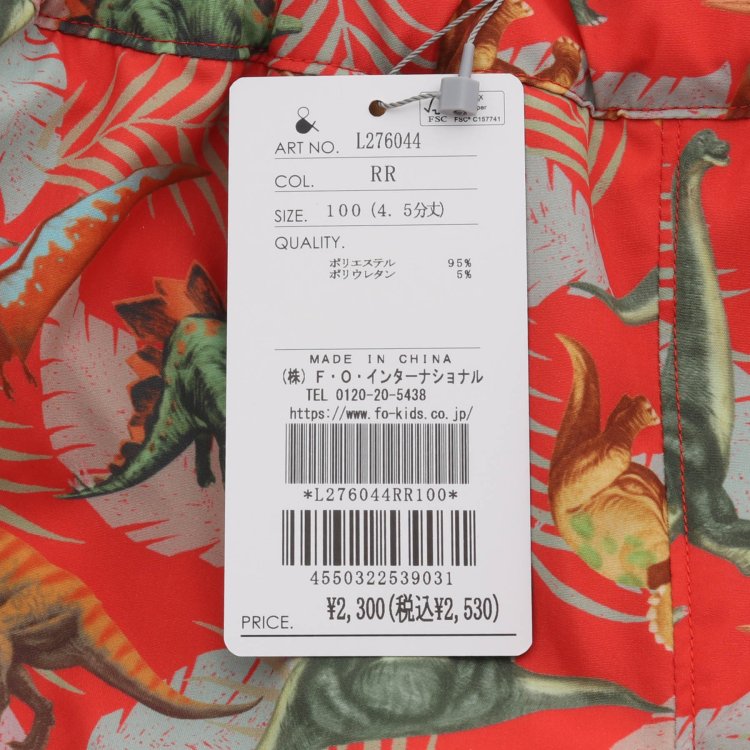 &
FSC
FSC® C157741
ART NO. L276044
COL. RR
SIZE. 100 (4.5分丈)
QUALITY.
ポリエステル 95%
ポリウレタン 5%
MADE IN CHINA
(株) F・O・インターナショナル
TEL 0120-20-5438
https://www.fo-kids.co.jp/
*L276044RR100*
4550322539031
PRICE. ¥2,300(税込¥2,530)